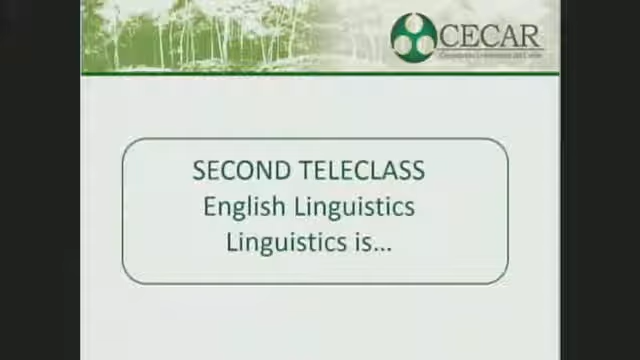 CECAR
SECOND TELECLASS
English Linguistics
Linguistics is...